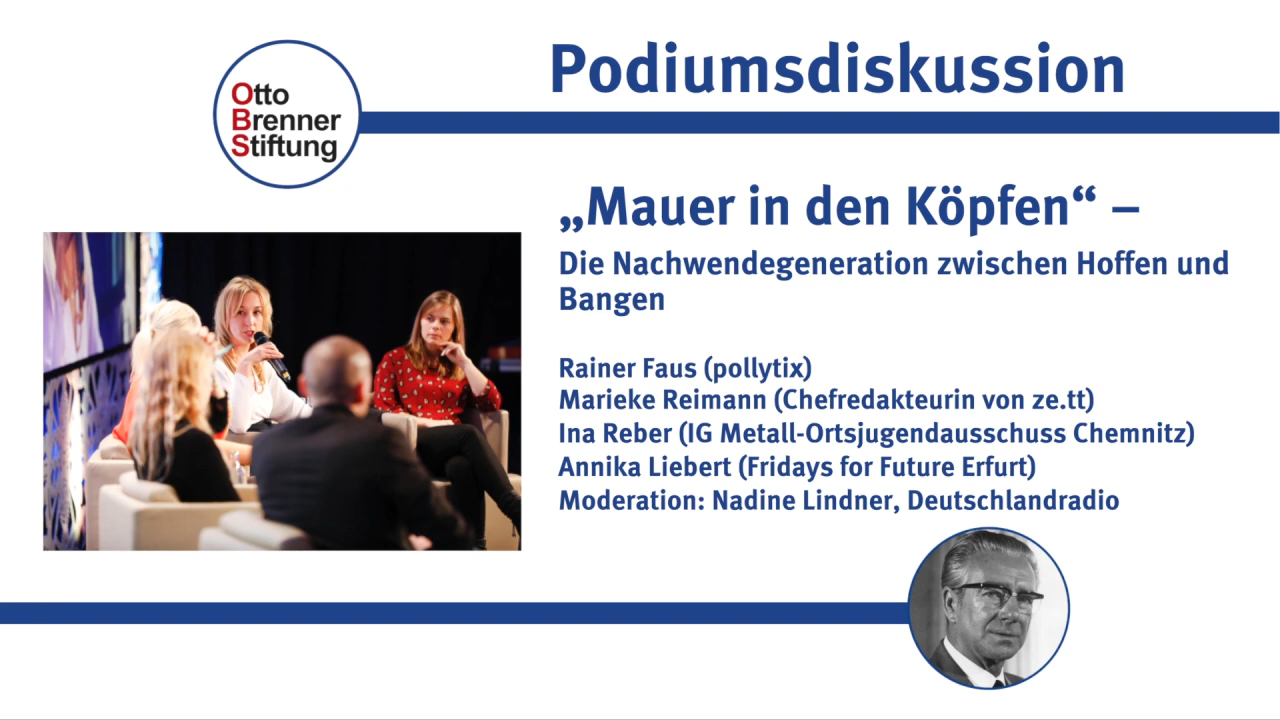 Podiumsdiskussion
Otto
Brenner
Stiftung
„Mauer in den Köpfen“ –
Die Nachwendegeneration zwischen Hoffen und
Bangen
Rainer Faus (pollytix)
Marieke Reimann (Chefredakteurin von ze.tt)
Ina Reber (IG Metall-Ortsjugendausschuss Chemnitz)
Annika Liebert (Fridays for Future Erfurt)
Moderation: Nadine Lindner, Deutschlandradio